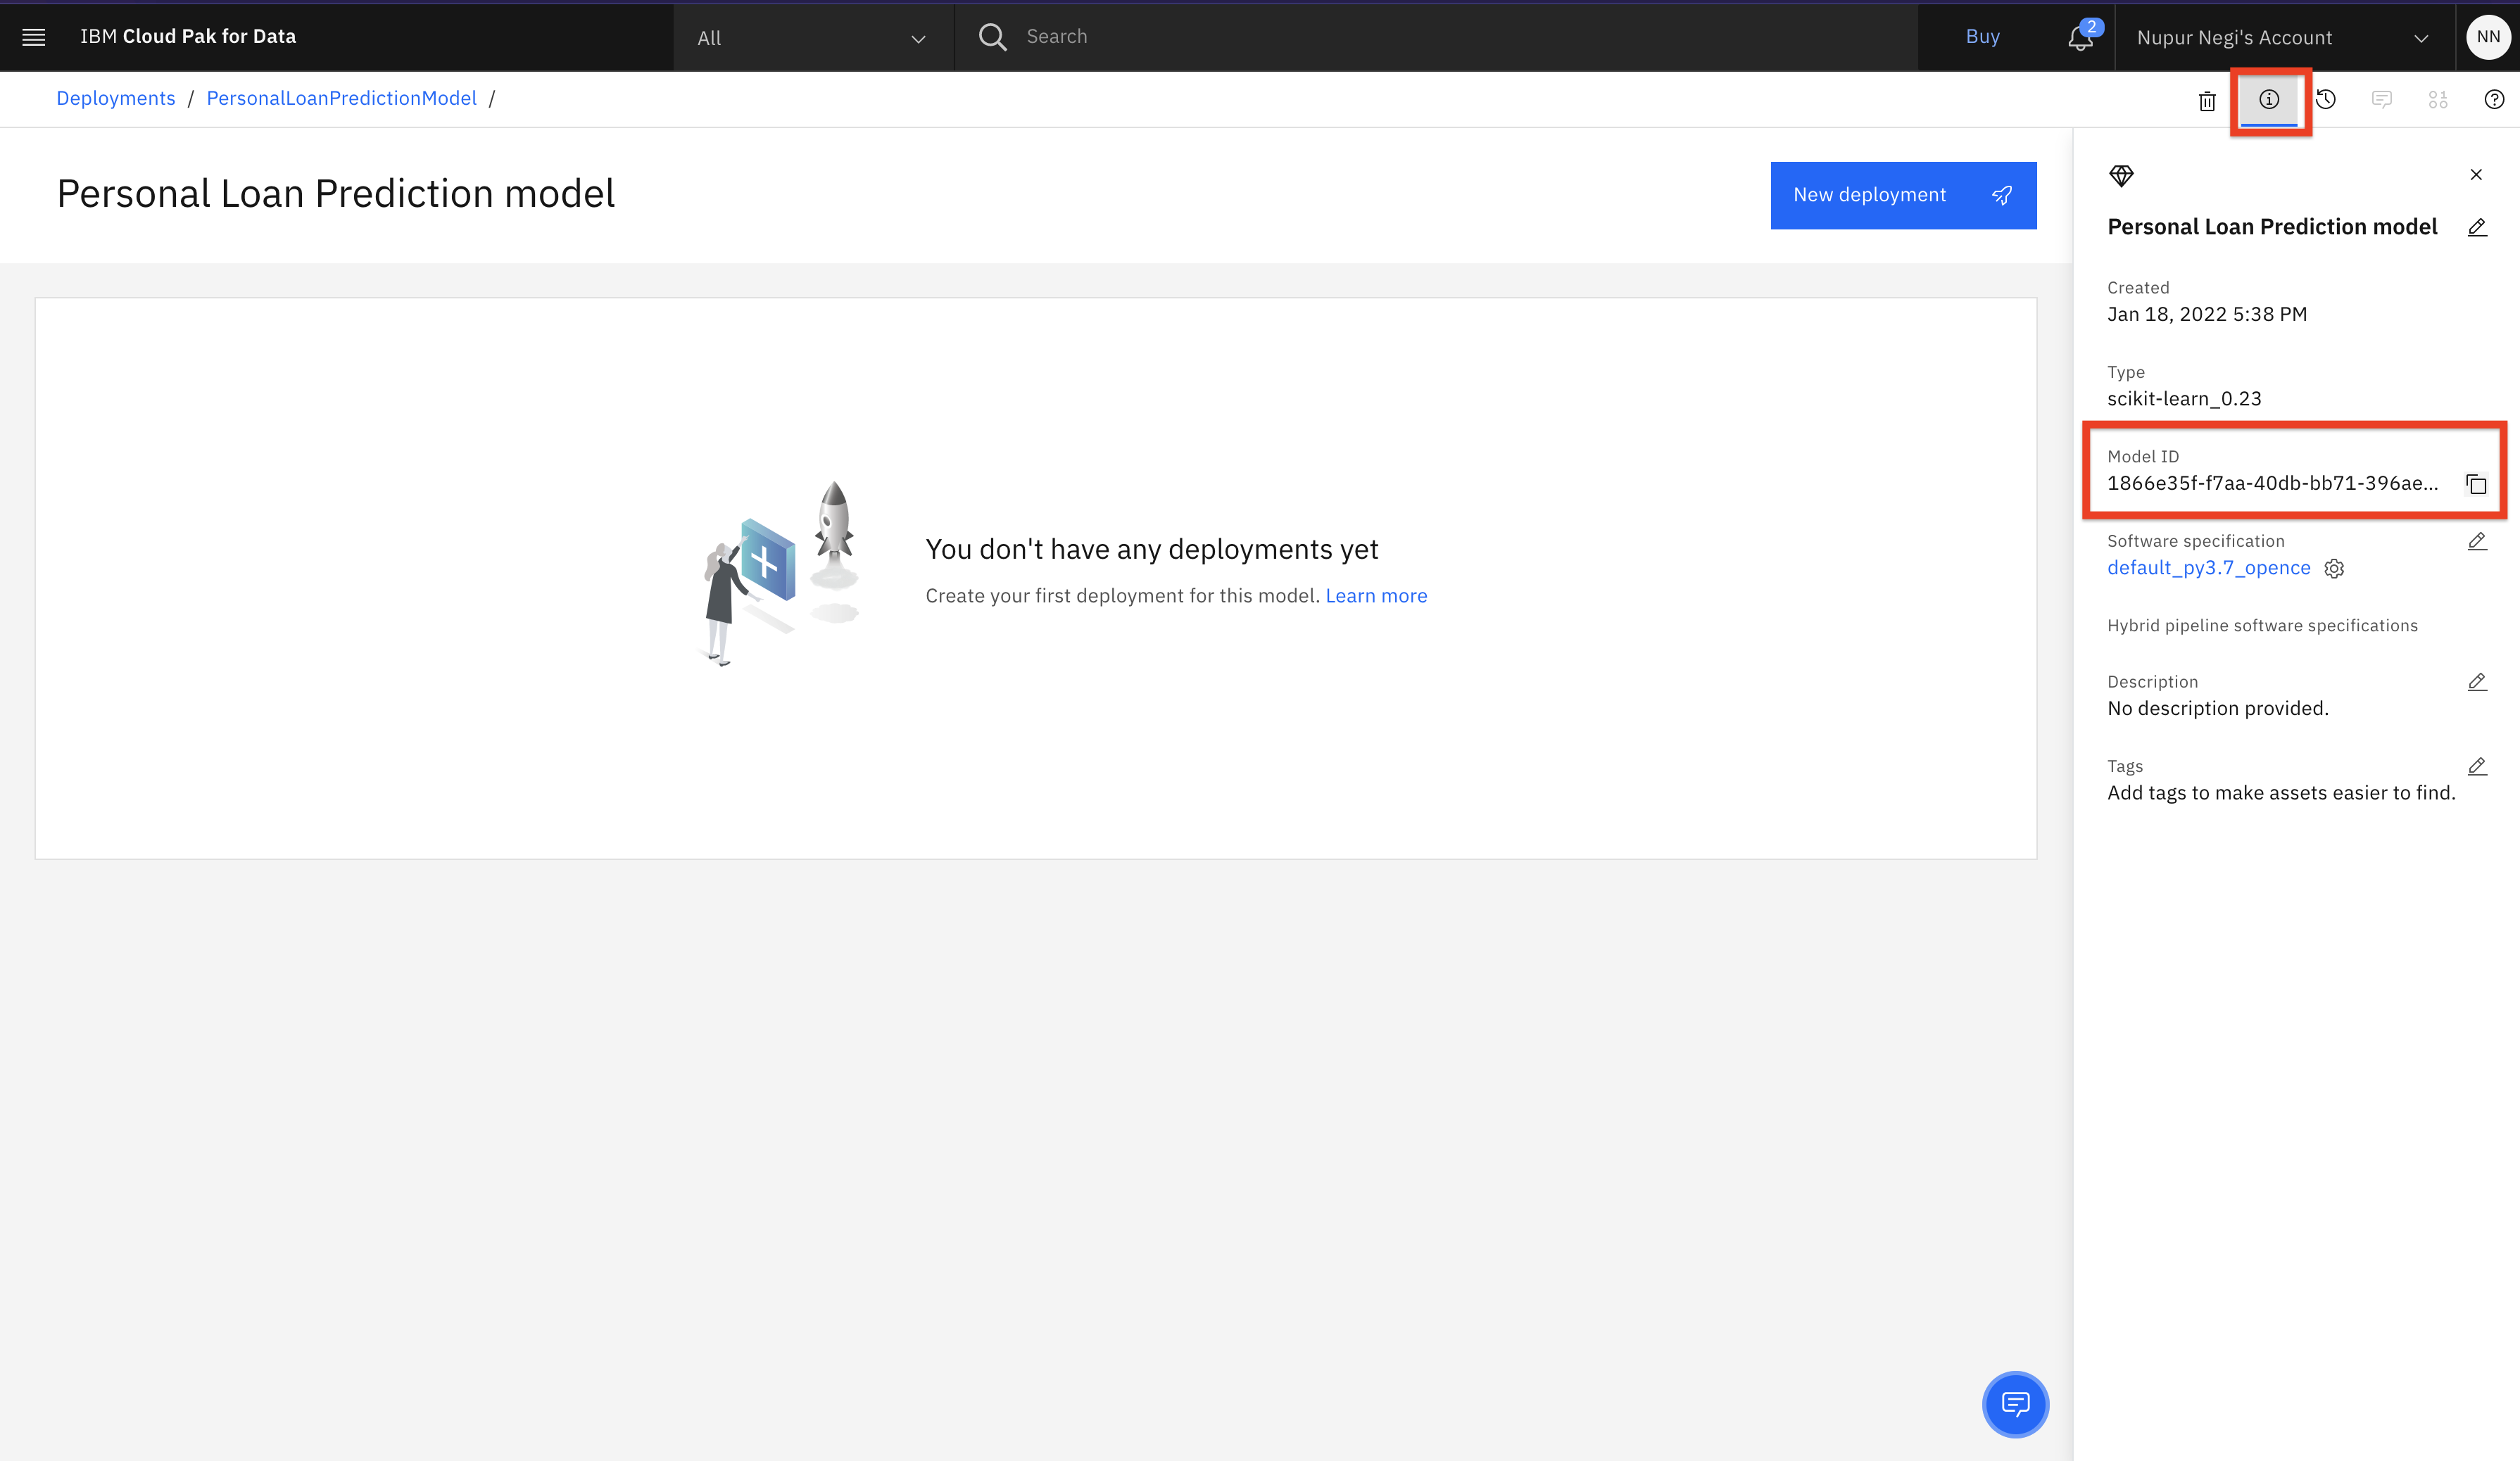 IBM Cloud Pak for Data
All
Search
Buy
2
Nupur Negi's Account
NN
Deployments / PersonalLoanPredictionModel /
Personal Loan Prediction model
New deployment
You don't have any deployments yet
Create your first deployment for this model. Learn more
Personal Loan Prediction model
Created
Jan 18, 2022 5:38 PM
Type
scikit-learn_0.23
Model ID
1866e35f-f7aa-40db-bb71-396ae...
Software specification
default_py3.7_opence
Hybrid pipeline software specifications
Description
No description provided.
Tags
Add tags to make assets easier to find.